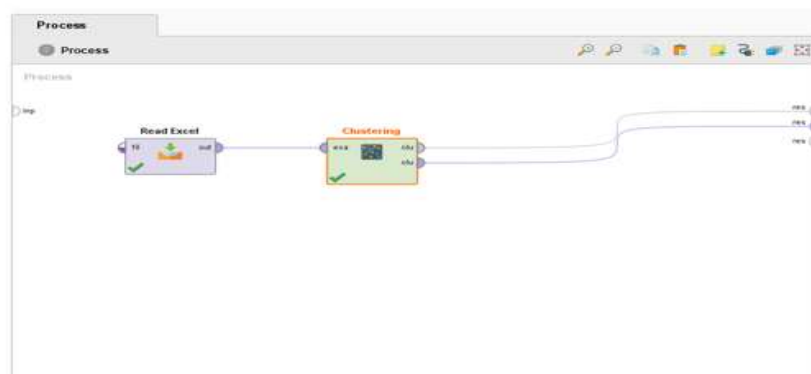 Process
Process
Process
inp
res
res
res
Read Excel
Clustering
fil
out
exa
clu
clu